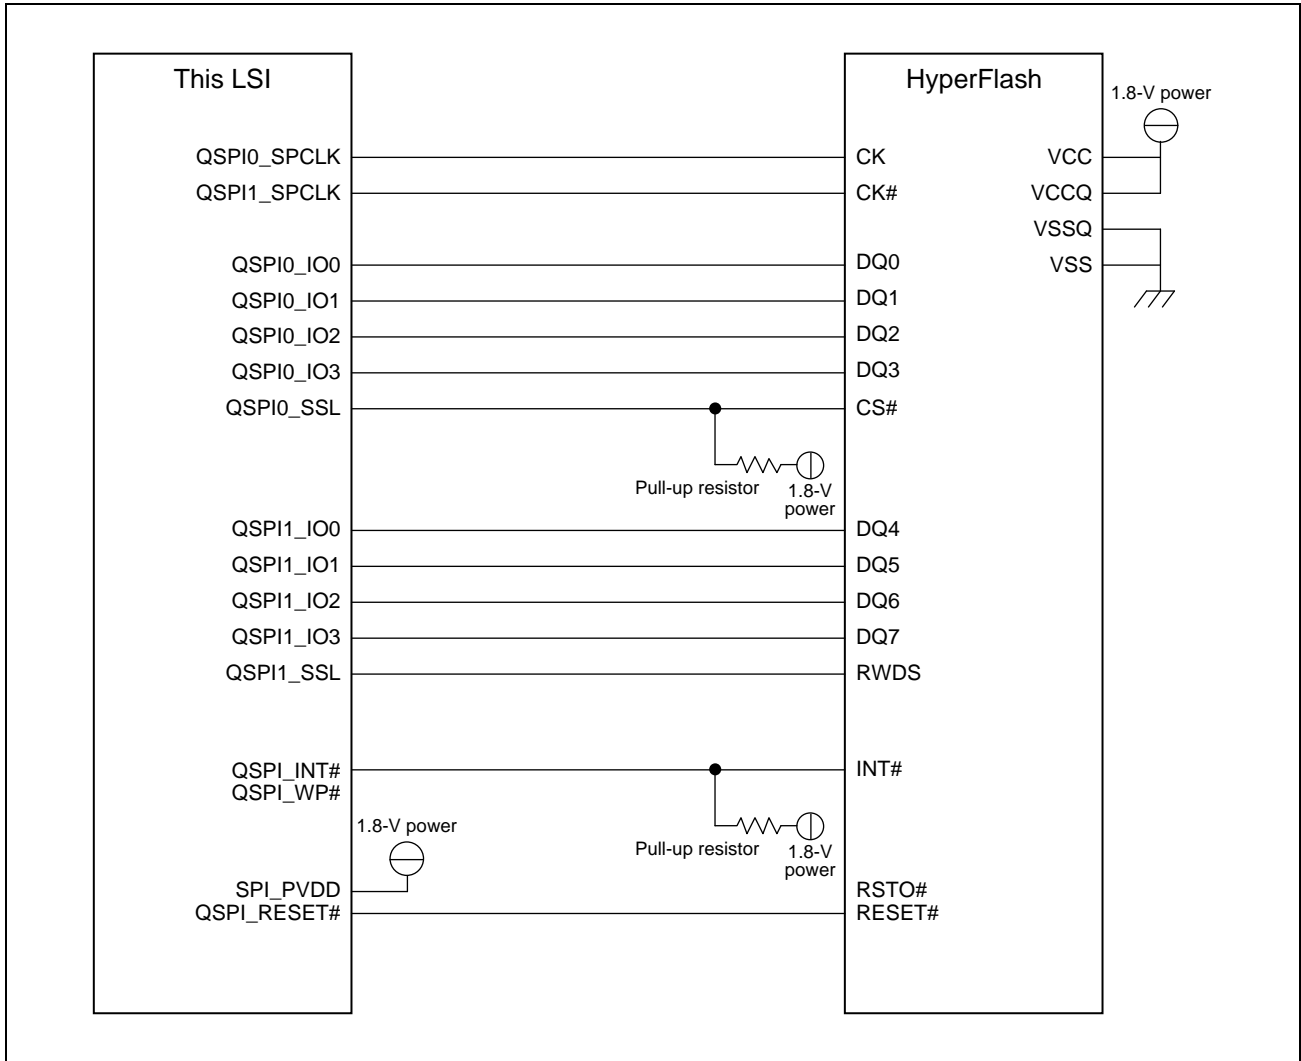 This LSI
HyperFlash
1.8-V power
QSPI0_SPCLK
CK
VCC
QSPI1_SPCLK
CK#
VCCQ
VSSQ
QSPI0_IO0
DQ0
VSS
QSPI0_IO1
DQ1
QSPI0_IO2
DQ2
QSPI0_IO3
DQ3
QSPI0_SSL
CS#
Pull-up resistor
1.8-V
power
QSPI1_IO0
DQ4
QSPI1_IO1
DQ5
QSPI1_IO2
DQ6
QSPI1_IO3
DQ7
QSPI1_SSL
RWDS
QSPI_INT#
INT#
QSPI_WP#
1.8-V power
Pull-up resistor
1.8-V
power
SPI_PVDD
RSTO#
QSPI_RESET#
RESET#